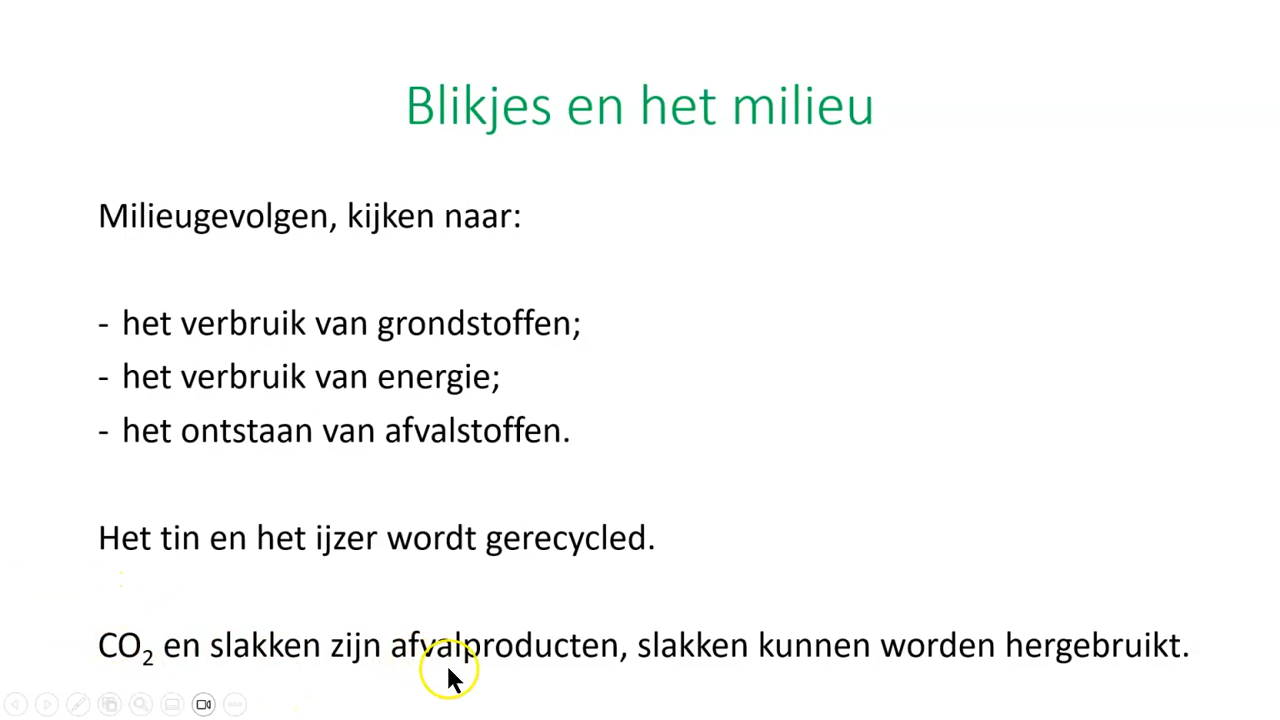 Blikjes en het milieu
Milieugevolgen, kijken naar:
- het verbruik van grondstoffen;
- het verbruik van energie;
- het ontstaan van afvalstoffen.
Het tin en het ijzer wordt gerecycled.
CO₂ en slakken zijn afvalproducten, slakken kunnen worden hergebruikt.